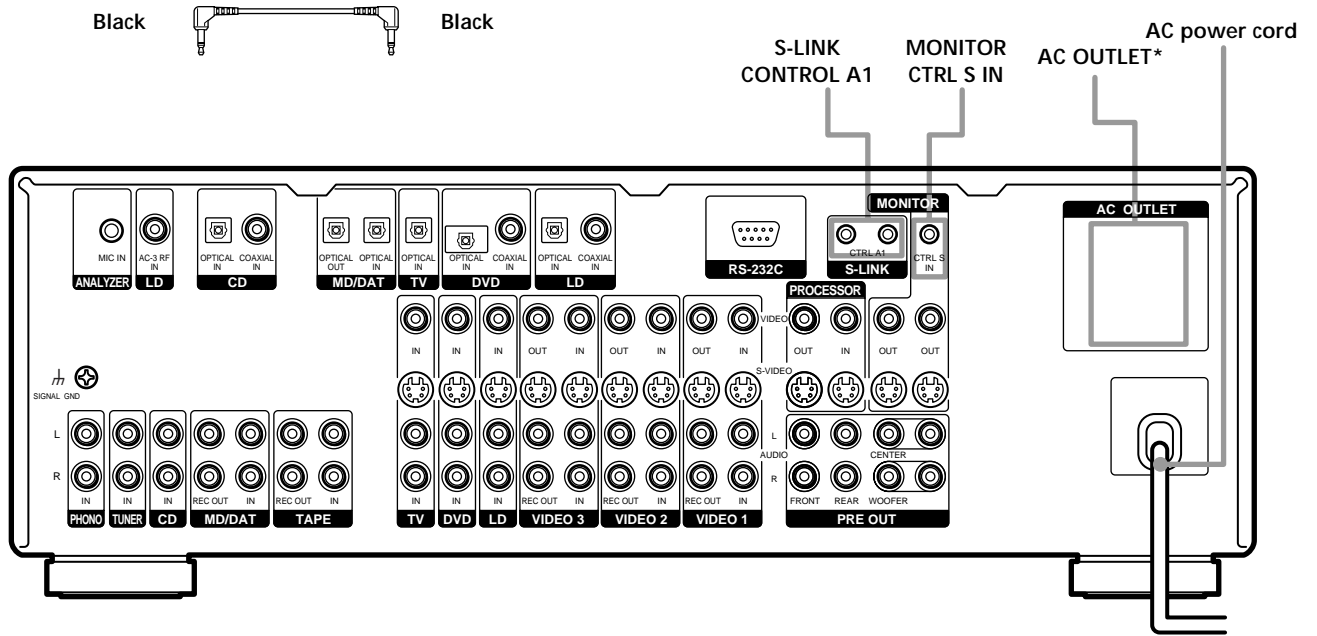 Black Black
S-LINK CONTROL A1
MONITOR CTRL S IN
AC OUTLET*
AC power cord
MONITOR
AC OUTLET
MIC IN
ANALYZER
AC-3 RF IN
LD
OPTICAL IN
COAXIAL IN
CD
OPTICAL OUT
OPTICAL IN
MD/DAT
OPTICAL IN
TV
OPTICAL IN
COAXIAL IN
DVD
OPTICAL IN
COAXIAL IN
LD
RS-232C
CTRL A1
S-LINK
CTRL S IN
PROCESSOR
VIDEO
IN IN IN OUT IN OUT IN OUT IN OUT IN OUT OUT
S-VIDEO
SIGNAL GND
L
R
IN IN IN REC OUT IN REC OUT IN
PHONO TUNER CD MD/DAT TAPE
IN IN IN REC OUT IN REC OUT IN REC OUT IN
TV DVD LD VIDEO 3 VIDEO 2 VIDEO 1
L
AUDIO
R
CENTER
FRONT REAR WOOFER
PRE OUT